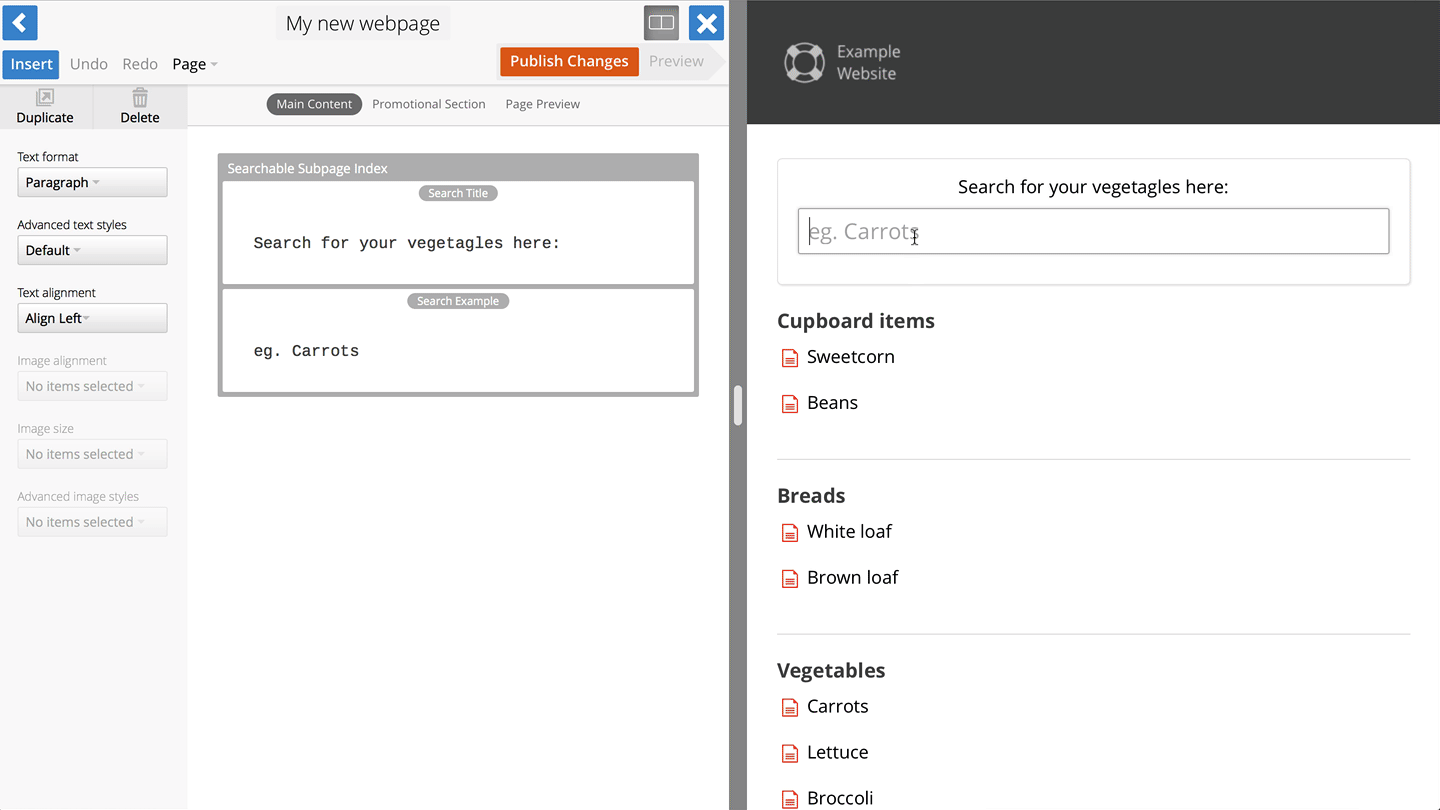 My new webpage
Insert
Undo
Redo
Page
Publish Changes
Preview
Duplicate
Delete
Main Content
Promotional Section
Page Preview
Text format
Paragraph
Advanced text styles
Default
Text alignment
Align Left
Image alignment
No items selected
Image size
No items selected
Advanced image styles
No items selected
Searchable Subpage Index
Search Title
Search for your vegetagles here:
Search Example
eg. Carrots
Example
Website
Search for your vegetagles here:
eg. Carrots
Cupboard items
Sweetcorn
Beans
Breads
White loaf
Brown loaf
Vegetables
Carrots
Lettuce
Broccoli